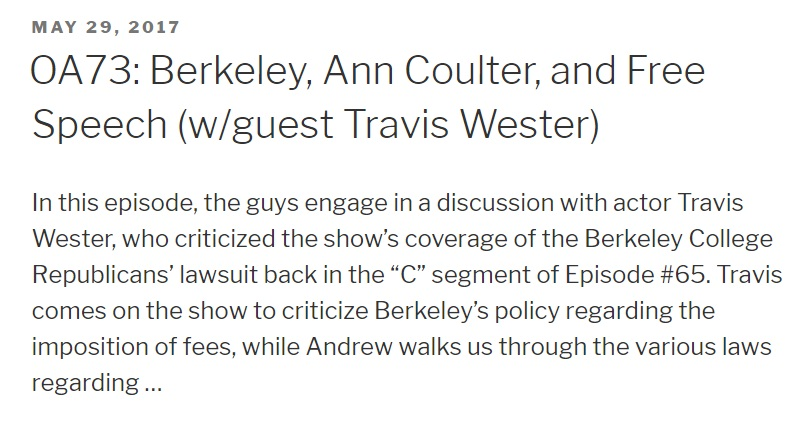 MAY 29, 2017
OA73: Berkeley, Ann Coulter, and Free
Speech (w/guest Travis Wester)
In this episode, the guys engage in a discussion with actor Travis
Wester, who criticized the show’s coverage of the Berkeley College
Republicans’ lawsuit back in the “C” segment of Episode #65. Travis
comes on the show to criticize Berkeley’s policy regarding the
imposition of fees, while Andrew walks us through the various laws
regarding …